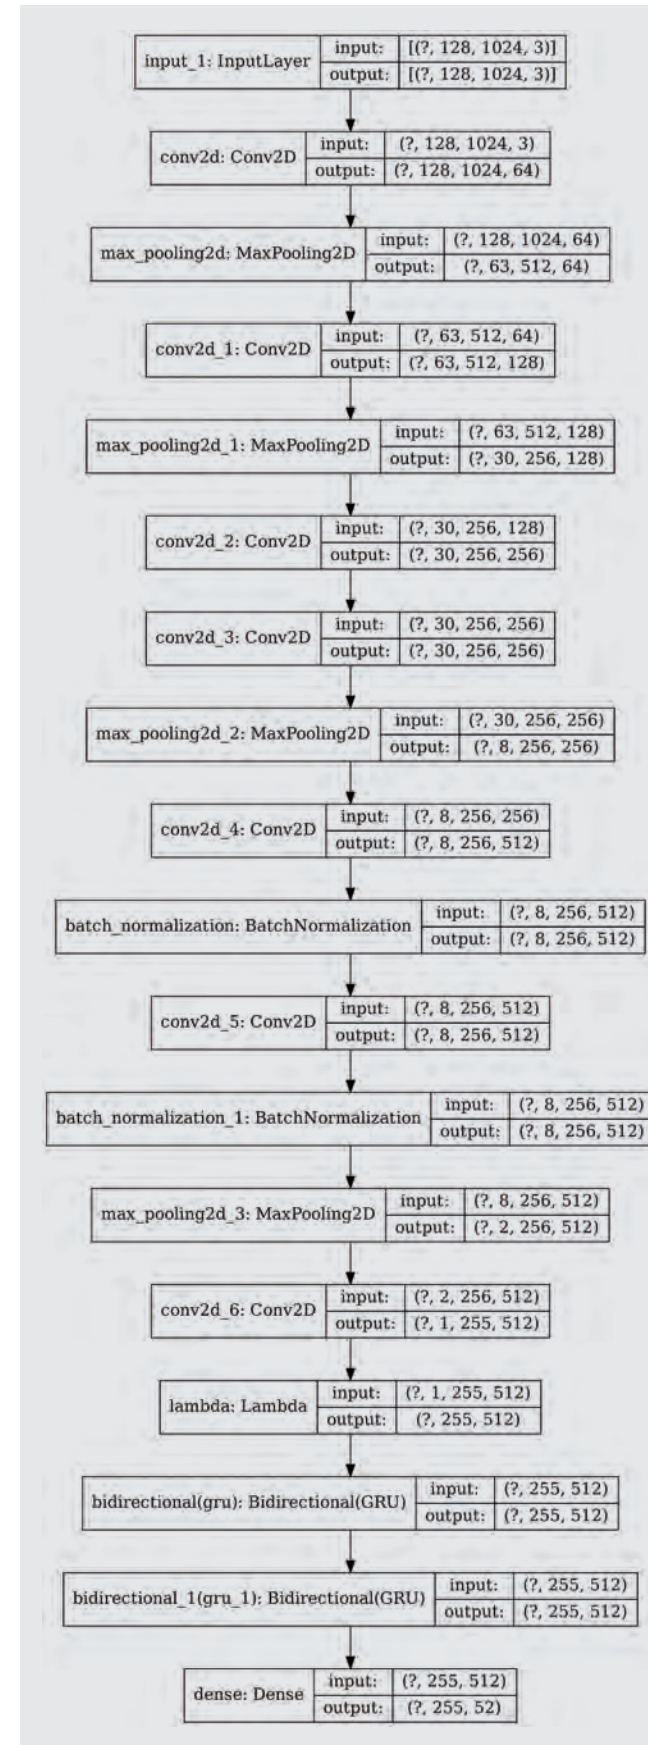 input_1: InputLayer
input: [(?, 128, 1024, 3)]
output: [(?, 128, 1024, 3)]
conv2d: Conv2D
input: (?, 128, 1024, 3)
output: (?, 128, 1024, 64)
max_pooling2d: MaxPooling2D
input: (?, 128, 1024, 64)
output: (?, 63, 512, 64)
conv2d_1: Conv2D
input: (?, 63, 512, 64)
output: (?, 63, 512, 128)
max_pooling2d_1: MaxPooling2D
input: (?, 63, 512, 128)
output: (?, 30, 256, 128)
conv2d_2: Conv2D
input: (?, 30, 256, 128)
output: (?, 30, 256, 256)
conv2d_3: Conv2D
input: (?, 30, 256, 256)
output: (?, 30, 256, 256)
max_pooling2d_2: MaxPooling2D
input: (?, 30, 256, 256)
output: (?, 8, 256, 256)
conv2d_4: Conv2D
input: (?, 8, 256, 256)
output: (?, 8, 256, 512)
batch_normalization: BatchNormalization
input: (?, 8, 256, 512)
output: (?, 8, 256, 512)
conv2d_5: Conv2D
input: (?, 8, 256, 512)
output: (?, 8, 256, 512)
batch_normalization_1: BatchNormalization
input: (?, 8, 256, 512)
output: (?, 8, 256, 512)
max_pooling2d_3: MaxPooling2D
input: (?, 8, 256, 512)
output: (?, 2, 256, 512)
conv2d_6: Conv2D
input: (?, 2, 256, 512)
output: (?, 1, 255, 512)
lambda: Lambda
input: (?, 1, 255, 512)
output: (?, 255, 512)
bidirectional(gru): Bidirectional(GRU)
input: (?, 255, 512)
output: (?, 255, 512)
bidirectional_1(gru_1): Bidirectional(GRU)
input: (?, 255, 512)
output: (?, 255, 512)
dense: Dense
input: (?, 255, 512)
output: (?, 255, 52)